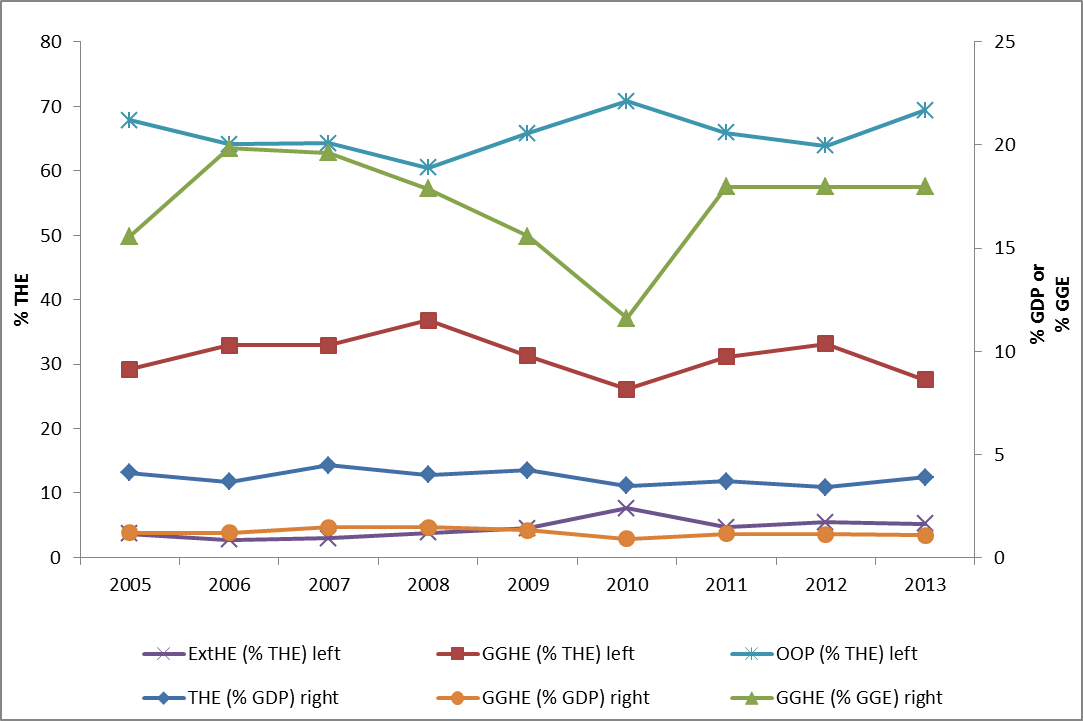 80
70
60
50
40
30
20
10
0
% THE
25
20
15
10
5
0
% GDP or
% GGE
2005 2006 2007 2008 2009 2010 2011 2012 2013
ExtHE (% THE) left GGHE (% THE) left OOP (% THE) left
THE (% GDP) right GGHE (% GDP) right GGHE (% GGE) right